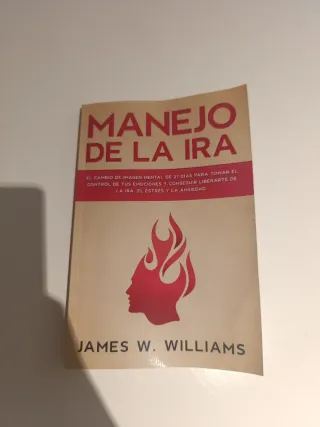 MANEJO
DE LA IRA
EL CAMBIO DE IMAGEN MENTAL DE 21 DÍAS PARA TOMAR EL
CONTROL DE TUS EMOCIONES Y CONSEGUIR LIBERARTE DE
LA IRA, EL ESTRÉS Y LA ANSIEDAD
JAMES W. WILLIAMS